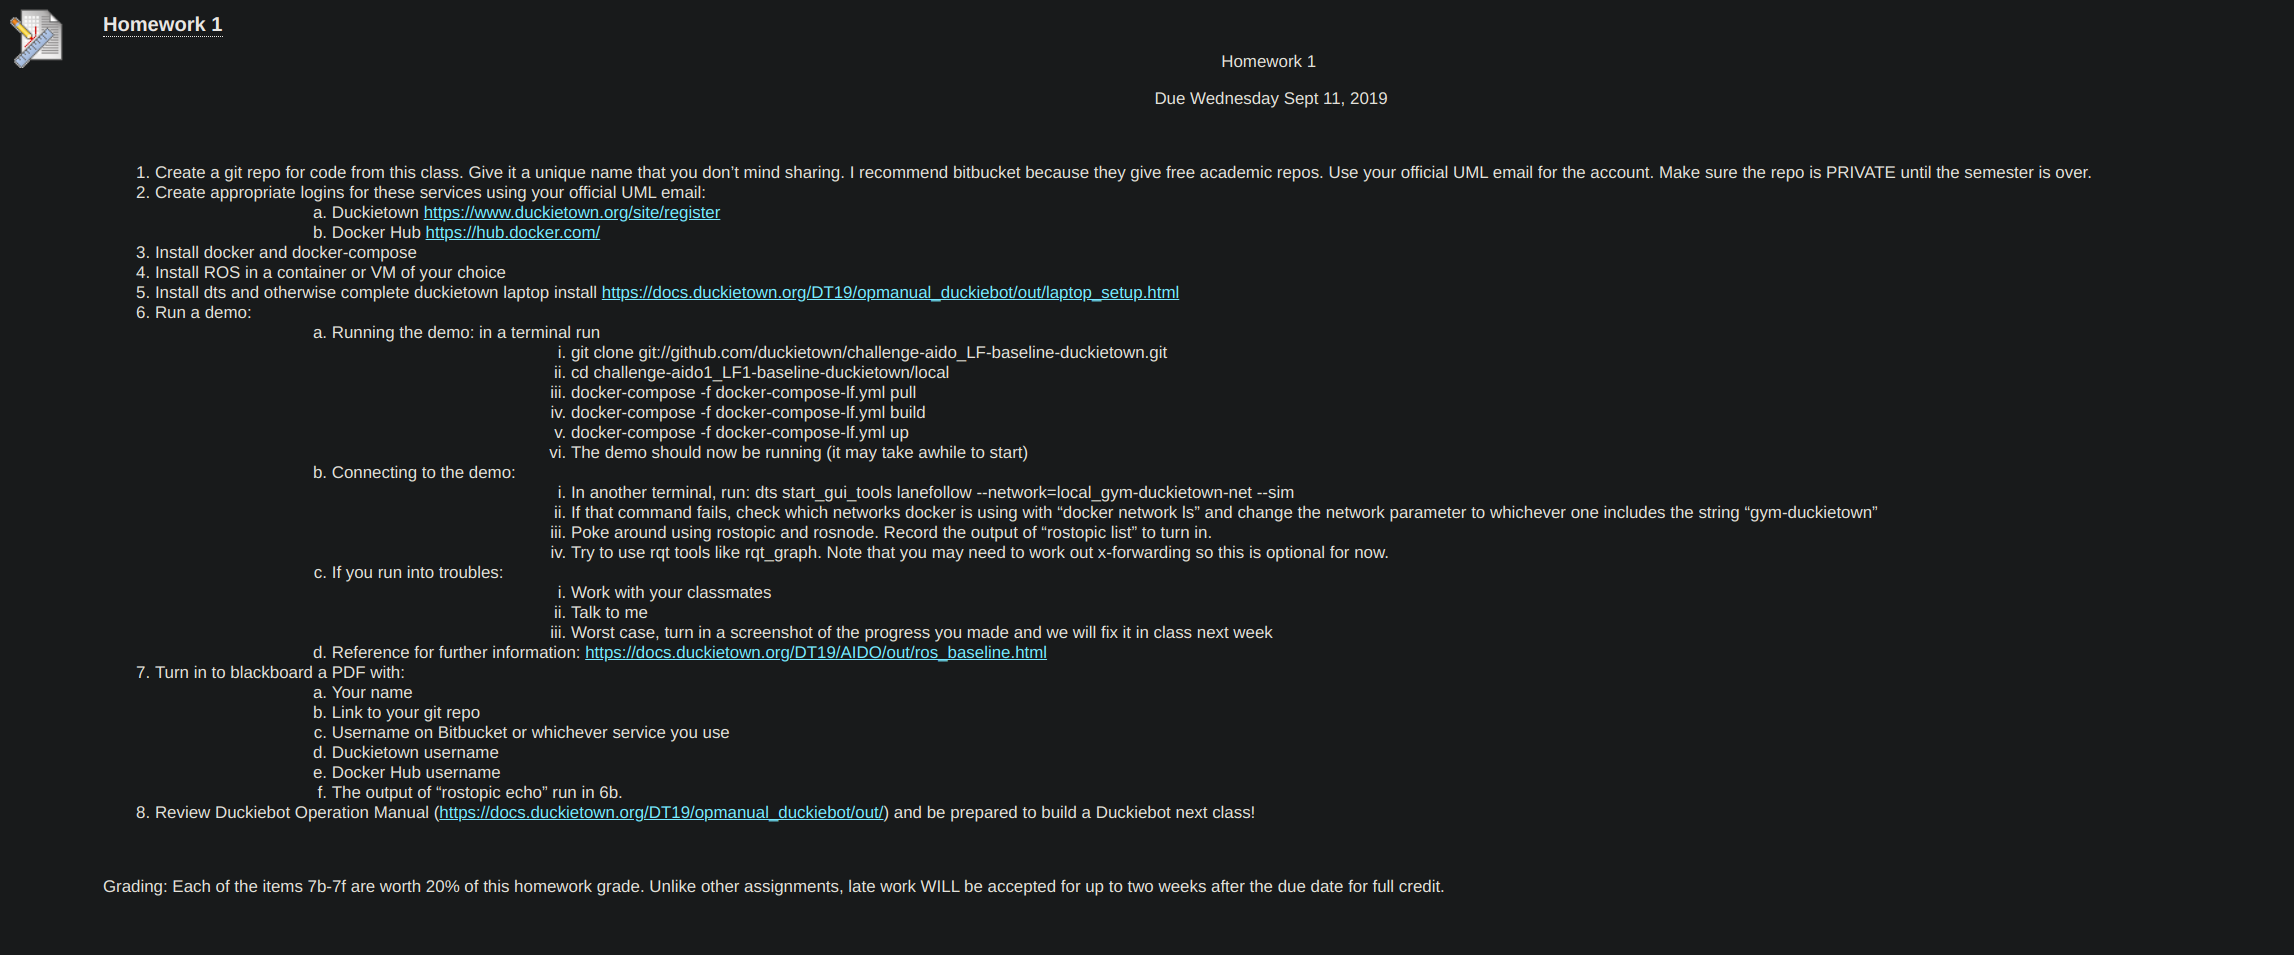 Homework 1
Homework 1
Due Wednesday Sept 11, 2019
1. Create a git repo for code from this class. Give it a unique name that you don’t mind sharing. I recommend bitbucket because they give free academic repos. Use your official UML email for the account. Make sure the repo is PRIVATE until the semester is over.
2. Create appropriate logins for these services using your official UML email:
a. Duckietown https://www.duckietown.org/site/register
b. Docker Hub https://hub.docker.com/
3. Install docker and docker-compose
4. Install ROS in a container or VM of your choice
5. Install dts and otherwise complete duckietown laptop install https://docs.duckietown.org/DT19/opmanual_duckiebot/out/laptop_setup.html
6. Run a demo:
a. Running the demo: in a terminal run
i. git clone git://github.com/duckietown/challenge-aido_LF-baseline-duckietown.git
ii. cd challenge-aido1_LF1-baseline-duckietown/local
iii. docker-compose -f docker-compose-lf.yml pull
iv. docker-compose -f docker-compose-lf.yml build
v. docker-compose -f docker-compose-lf.yml up
vi. The demo should now be running (it may take awhile to start)
b. Connecting to the demo:
i. In another terminal, run: dts start_gui_tools lanefollow --network=local_gym-duckietown-net --sim
ii. If that command fails, check which networks docker is using with “docker network ls” and change the network parameter to whichever one includes the string “gym-duckietown”
iii. Poke around using rostopic and rosnode. Record the output of “rostopic list” to turn in.
iv. Try to use rqt tools like rqt_graph. Note that you may need to work out x-forwarding so this is optional for now.
c. If you run into troubles:
i. Work with your classmates
ii. Talk to me
iii. Worst case, turn in a screenshot of the progress you made and we will fix it in class next week
d. Reference for further information: https://docs.duckietown.org/DT19/AIDO/out/ros_baseline.html
7. Turn in to blackboard a PDF with:
a. Your name
b. Link to your git repo
c. Username on Bitbucket or whichever service you use
d. Duckietown username
e. Docker Hub username
f. The output of “rostopic echo” run in 6b.
8. Review Duckiebot Operation Manual (https://docs.duckietown.org/DT19/opmanual_duckiebot/out/) and be prepared to build a Duckiebot next class!
Grading: Each of the items 7b-7f are worth 20% of this homework grade. Unlike other assignments, late work WILL be accepted for up to two weeks after the due date for full credit.